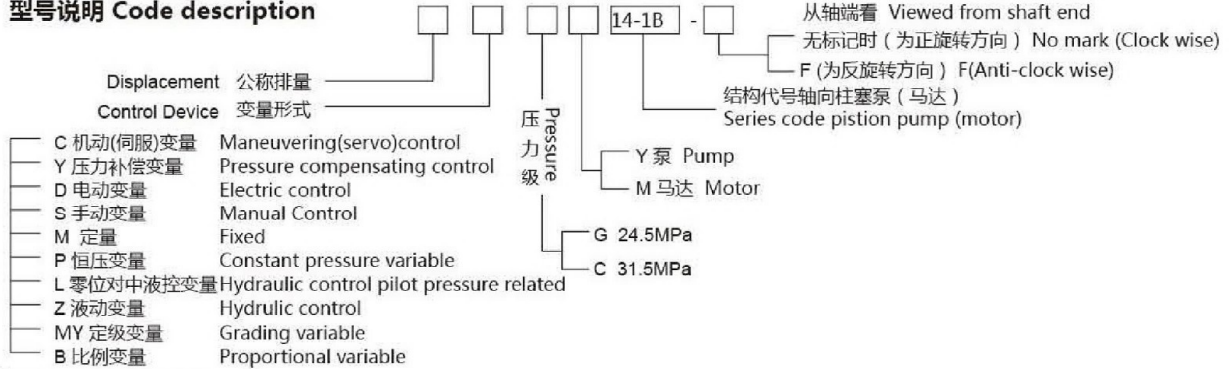 型号说明 Code description
14-1B -
从轴端看 Viewed from shaft end
无标记时 ( 为正旋转方向 ) No mark (Clock wise)
F (为反旋转方向 ) F(Anti-clock wise)
Displacement 公称排量
Control Device 变量形式
结构代号轴向柱塞泵 ( 马达 )
Series code pistion pump (motor)
压力级 Pressure
Y 泵 Pump
M 马达 Motor
G 24.5MPa
C 31.5MPa
C 机动(伺服)变量 Maneuvering(servo)control
Y 压力补偿变量 Pressure compensating control
D 电动变量 Electric control
S 手动变量 Manual Control
M 定量 Fixed
P 恒压变量 Constant pressure variable
L 零位对中液控变量 Hydraulic control pilot pressure related
Z 液动变量 Hydrulic control
MY 定级变量 Grading variable
B 比例变量 Proportional variable